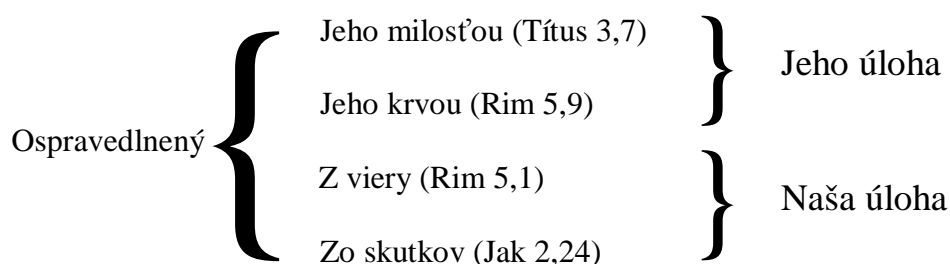 Jeho milosťou (Títus 3,7)
Jeho úloha
Jeho krvou (Rim 5,9)
Ospravedlnený
Z viery (Rim 5,1)
Naša úloha
Zo skutkov (Jak 2,24)